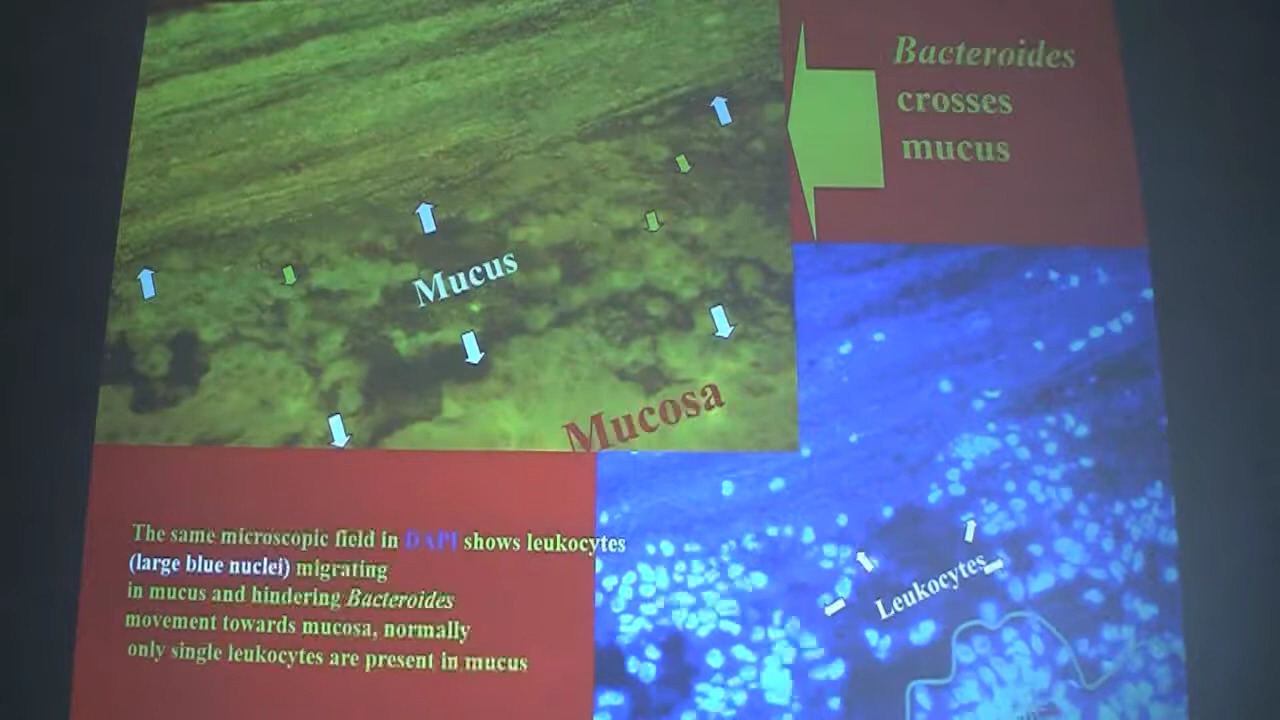 Bacteroides
crosses
mucus
Mucus
Mucosa
The same microscopic field in DAPI shows leukocytes
(large blue nuclei) migrating
in mucus and hindering Bacteroides
movement towards mucosa, normally
only single leukocytes are present in mucus
Leukocytes